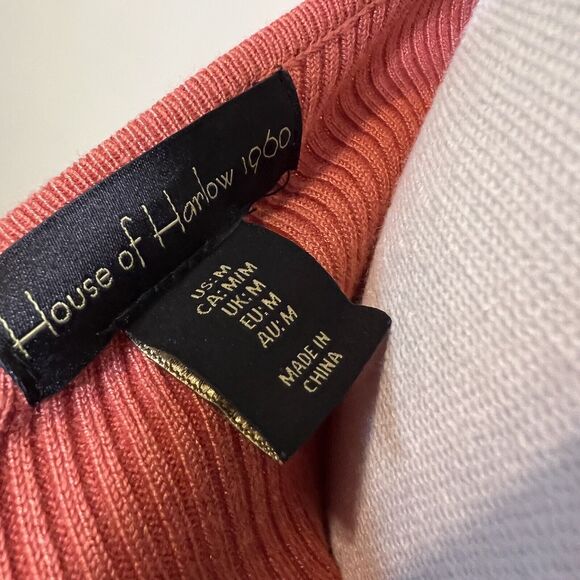 House of Harlow 1960
US:M
CA:M/M
UK:M
EU:M
AU:M
MADE IN
CHINA